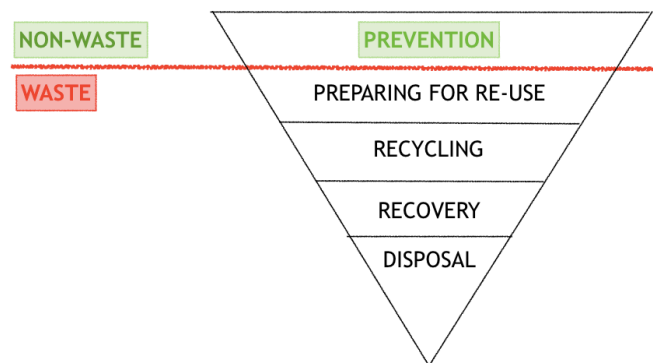 NON-WASTE PREVENTION
WASTE PREPARING FOR RE-USE
RECYCLING
RECOVERY
DISPOSAL